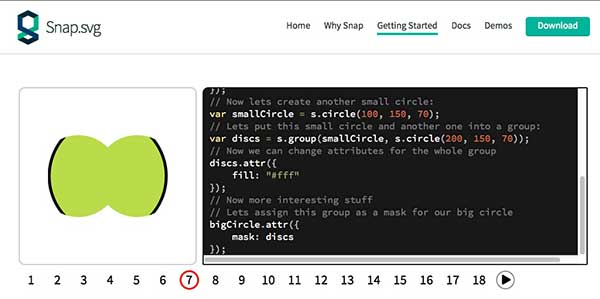 Snap.svg
Home Why Snap Getting Started Docs Demos Download
});
// Now lets create another small circle:
var smallCircle = s.circle(100, 150, 70);
// Lets put this small circle and another one into a group:
var discs = s.group(smallCircle, s.circle(200, 150, 70));
// Now we can change attributes for the whole group
discs.attr({
    fill: "#fff"
});
// Now more interesting stuff
// Lets assign this group as a mask for our big circle
bigCircle.attr({
    mask: discs
});
1 2 3 4 5 6 7 8 9 10 11 12 13 14 15 16 17 18